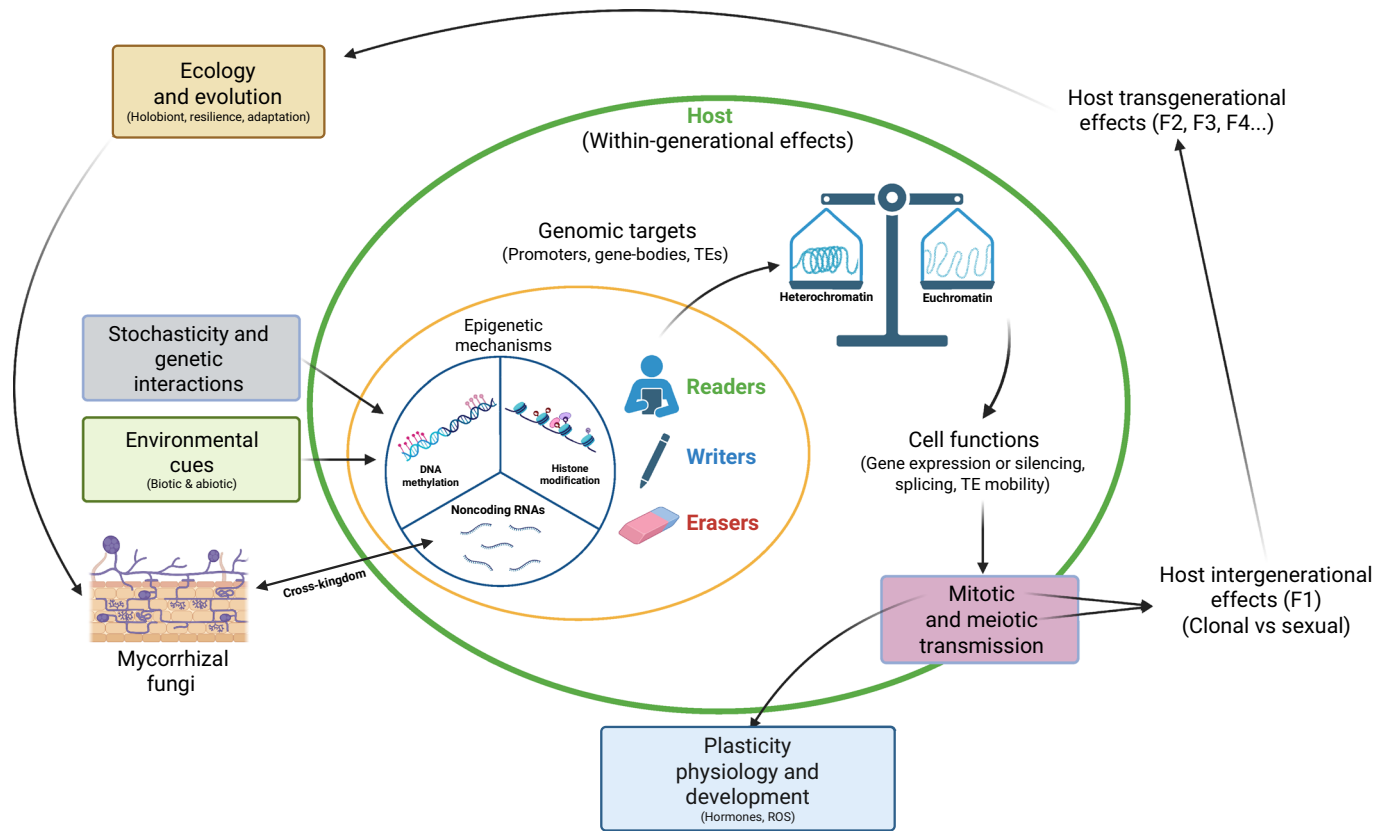 Ecology
and evolution
(Holobiont, resilience, adaptation)
Host transgenerational
effects (F2, F3, F4...)
Host
(Within-generational effects)
Genomic targets
(Promoters, gene-bodies, TEs)
Heterochromatin
Euchromatin
Stochasticity and
genetic
interactions
Epigenetic
mechanisms
Readers
Environmental
cues
(Biotic & abiotic)
DNA
methylation
Histone
modification
Writers
Cell functions
(Gene expression or silencing,
splicing, TE mobility)
Noncoding RNAs
Erasers
Cross-kingdom
Mycorrhizal
fungi
Mitotic
and meiotic
transmission
Host intergenerational
effects (F1)
(Clonal vs sexual)
Plasticity
physiology and
development
(Hormones, ROS)